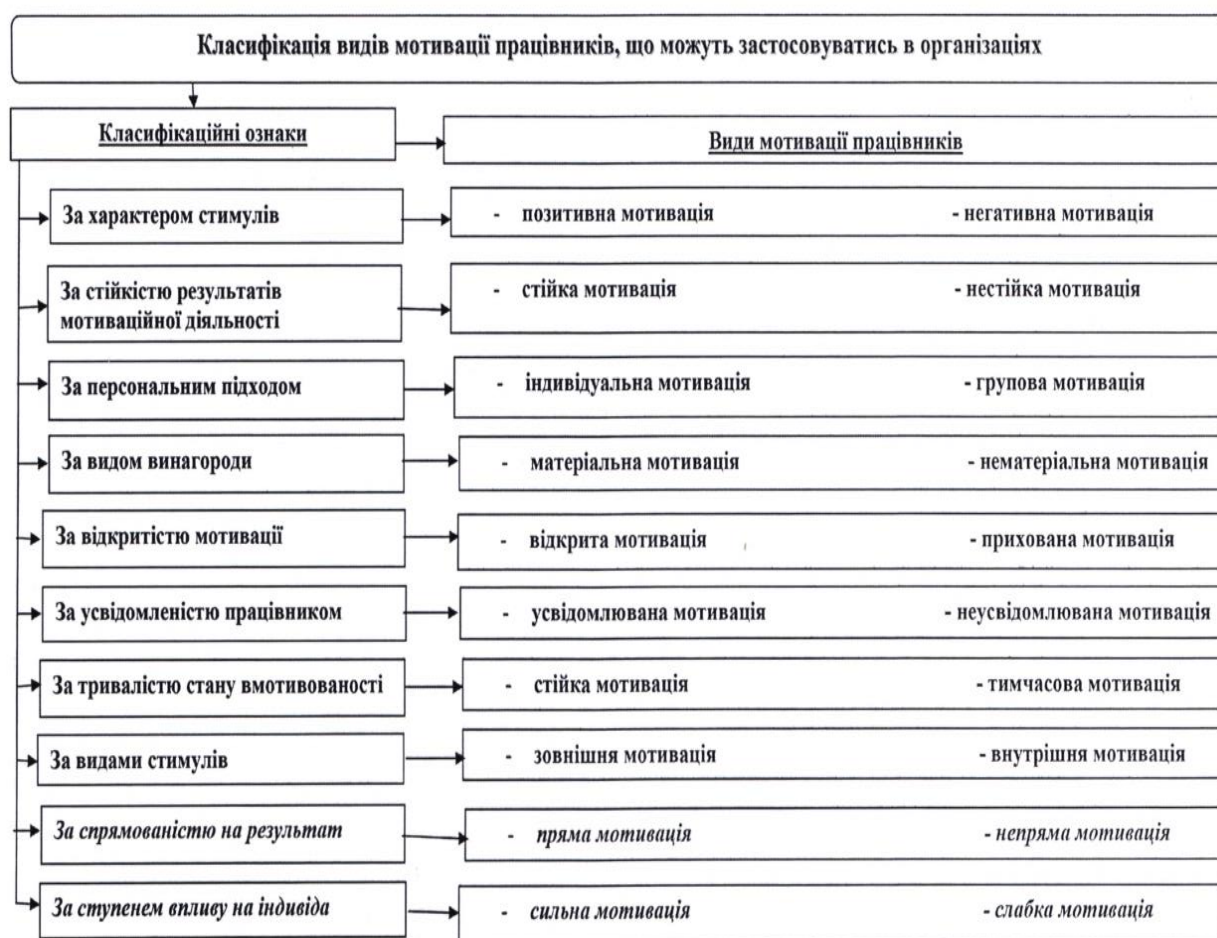 Класифікація видів мотивації працівників, що можуть застосовуватись в організаціях
Класифікаційні ознаки
Види мотивації працівників
За характером стимулів
- позитивна мотивація - негативна мотивація
За стійкістю результатів
мотиваційної діяльності
- стійка мотивація - нестійка мотивація
За персональним підходом
- індивідуальна мотивація - групова мотивація
За видом винагороди
- матеріальна мотивація - нематеріальна мотивація
За відкритістю мотивації
- відкрита мотивація - прихована мотивація
За усвідомленістю працівником
- усвідомлювана мотивація - неусвідомлювана мотивація
За тривалістю стану вмотивованості
- стійка мотивація - тимчасова мотивація
За видами стимулів
- зовнішня мотивація - внутрішня мотивація
За спрямованістю на результат
- пряма мотивація - непряма мотивація
За ступенем впливу на індивіда
- сильна мотивація - слабка мотивація